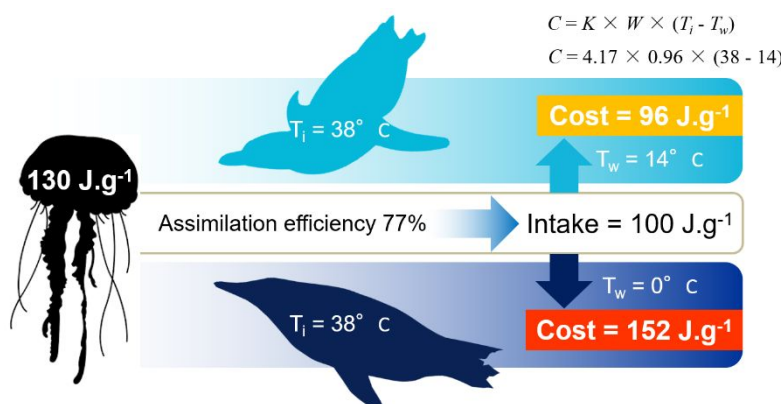 C = K × W × (Ti - Tw)
C = 4.17 × 0.96 × (38 - 14)
Ti = 38° C
Cost = 96 J.g-1
Tw = 14° C
130 J.g-1
Assimilation efficiency 77%
Intake = 100 J.g-1
Tw = 0° C
Ti = 38° C
Cost = 152 J.g-1